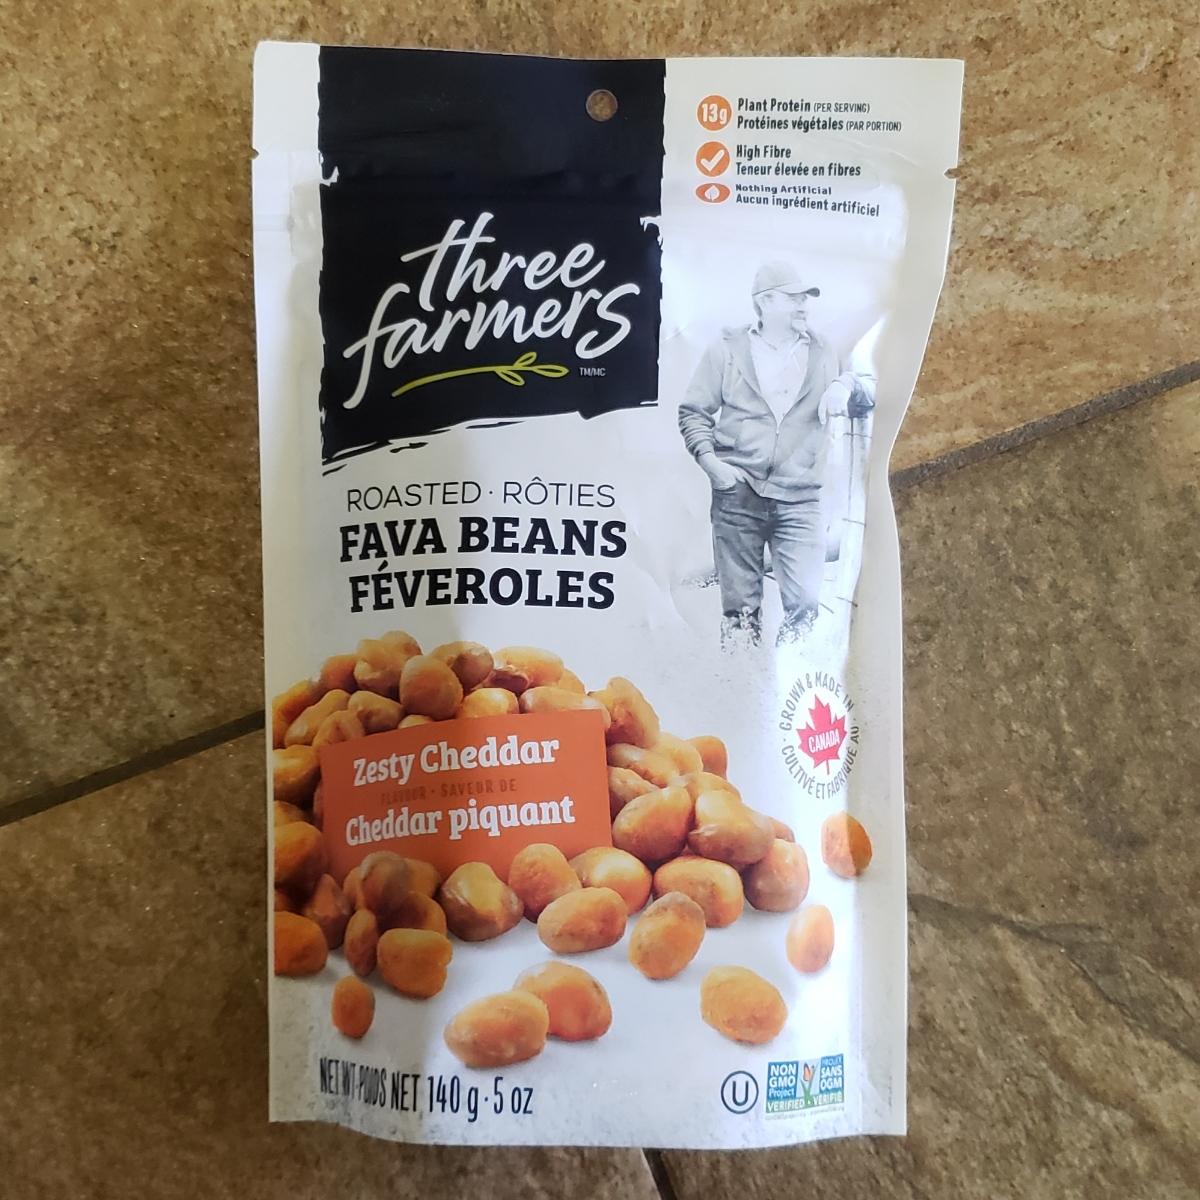 13g
Plant Protein (PER SERVING)
Protéines végétales (PAR PORTION)
High Fibre
Teneur élevée en fibres
Nothing Artificial
Aucun ingrédient artificiel
three
farmers
TM/MC
ROASTED · RÔTIES
FAVA BEANS
FÉVEROLES
GROWN & MADE IN
CANADA
CULTIVÉ ET FABRIQUÉ AU
Zesty Cheddar
FLAVOUR · SAVEUR DE
Cheddar piquant
NET WT·POIDS NET 140 g · 5 oz
U
NON
GMO
Project
PROJET
SANS
OGM
VERIFIED · VERIFIÉ